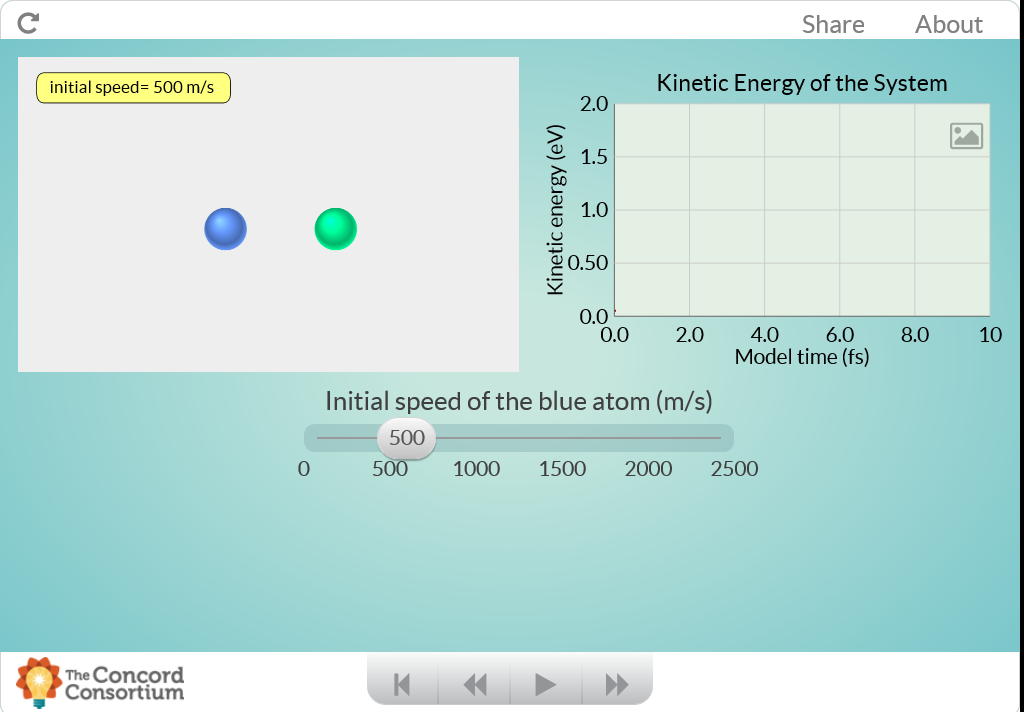 Share About
initial speed= 500 m/s
Kinetic Energy of the System
Kinetic energy (eV)
2.0
1.5
1.0
0.50
0.0
0.0 2.0 4.0 6.0 8.0 10
Model time (fs)
Initial speed of the blue atom (m/s)
500
0 500 1000 1500 2000 2500
The Concord
Consortium